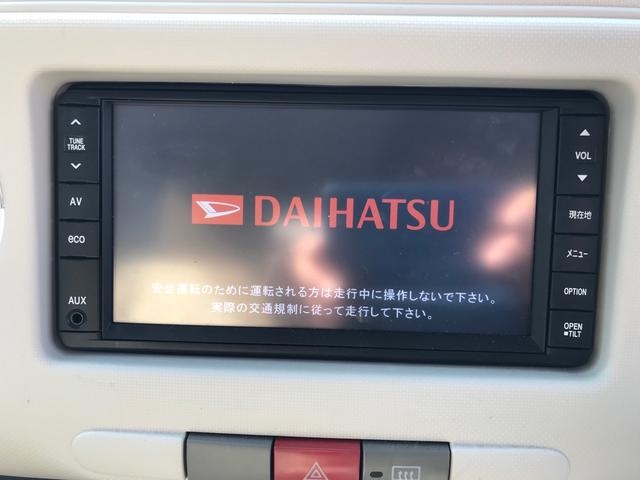 TUNE
TRACK
AV
eco
AUX
DAIHATSU
安全運転のために運転される方は走行中に操作しないで下さい。
実際の交通規制に従って走行して下さい。
VOL
現在地
メニュー
OPTION
OPEN
TILT